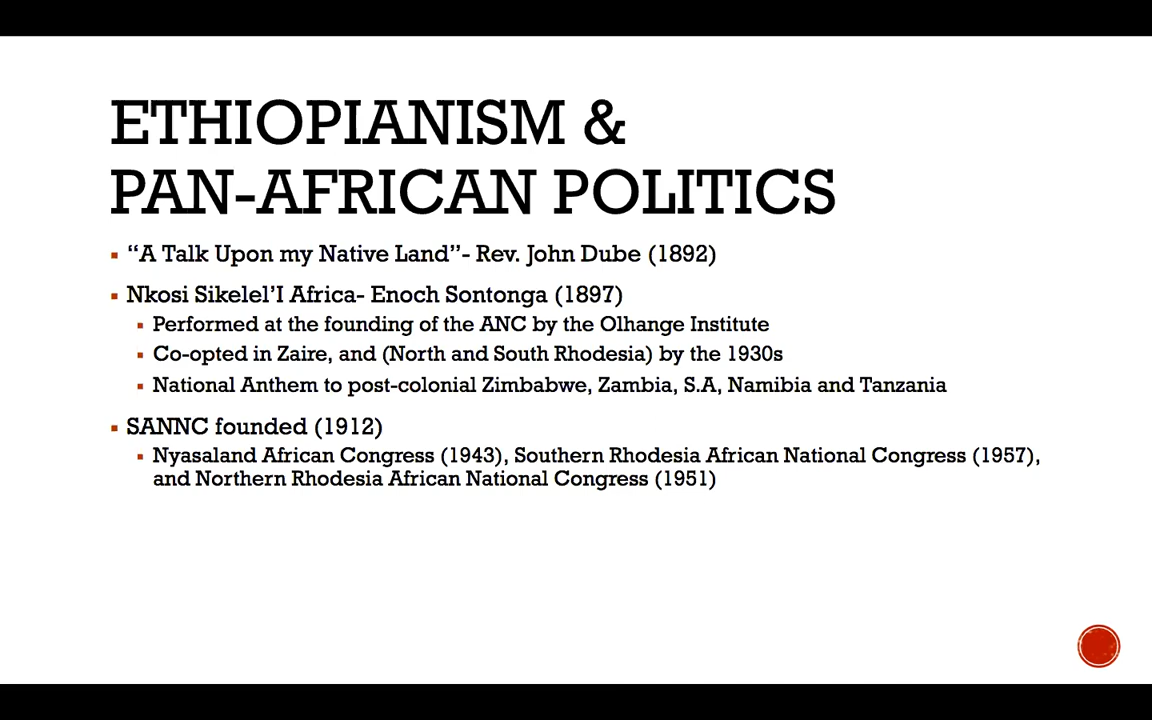 ETHIOPIANISM &
PAN-AFRICAN POLITICS
▪ “A Talk Upon my Native Land”- Rev. John Dube (1892)
▪ Nkosi Sikelel’I Africa- Enoch Sontonga (1897)
▪ Performed at the founding of the ANC by the Olhange Institute
▪ Co-opted in Zaire, and (North and South Rhodesia) by the 1930s
▪ National Anthem to post-colonial Zimbabwe, Zambia, S.A, Namibia and Tanzania
▪ SANNC founded (1912)
▪ Nyasaland African Congress (1943), Southern Rhodesia African National Congress (1957),
and Northern Rhodesia African National Congress (1951)